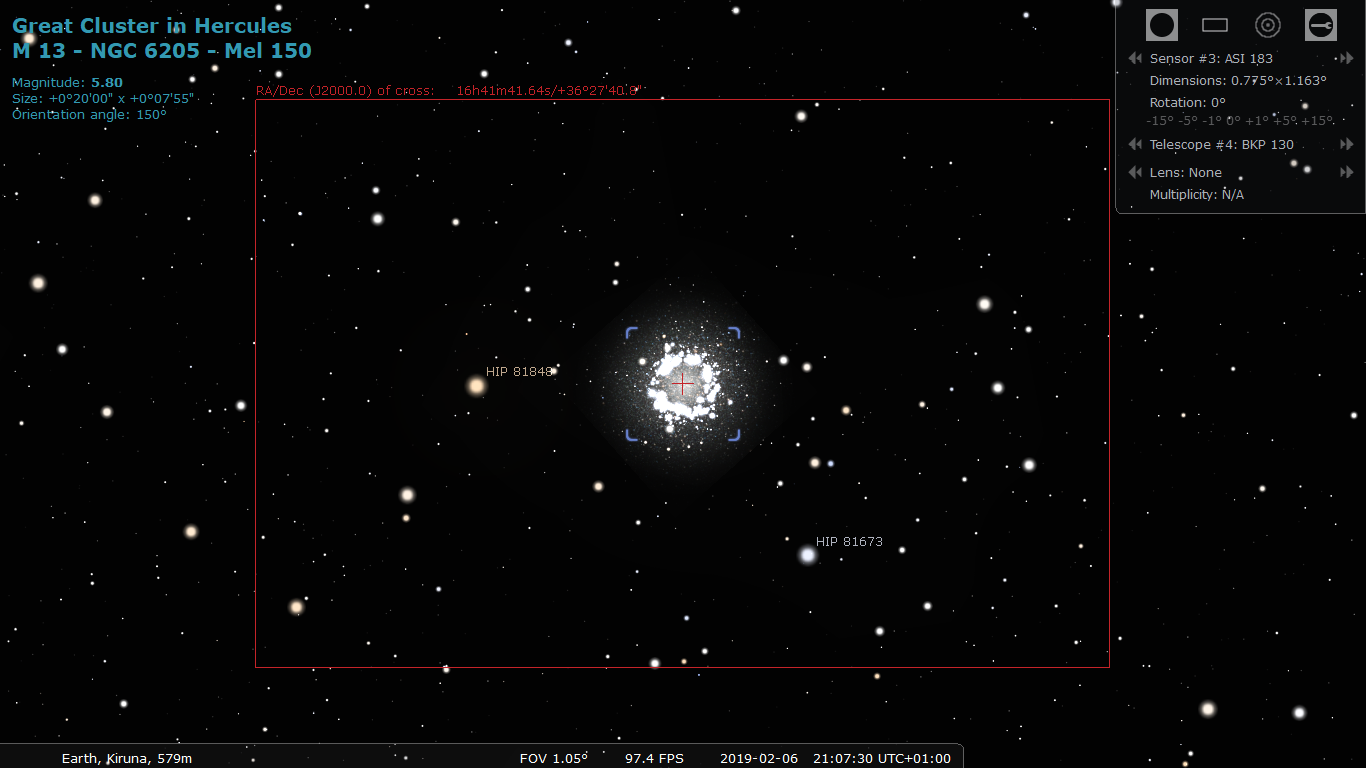 Great Cluster in Hercules
M 13 - NGC 6205 - Mel 150
Magnitude: 5.80
Size: +0°20'00" x +0°07'55"
Orientation angle: 150°
RA/Dec (J2000.0) of cross: 16h41m41.64s/+36°27'40.8"
Sensor #3: ASI 183
Dimensions: 0.775°×1.163°
Rotation: 0°
-15° -5° -1° 0° +1° +5° +15°
Telescope #4: BKP 130
Lens: None
Multiplicity: N/A
HIP 81848
HIP 81673
Earth, Kiruna, 579m
FOV 1.05°
97.4 FPS
2019-02-06
21:07:30 UTC+01:00